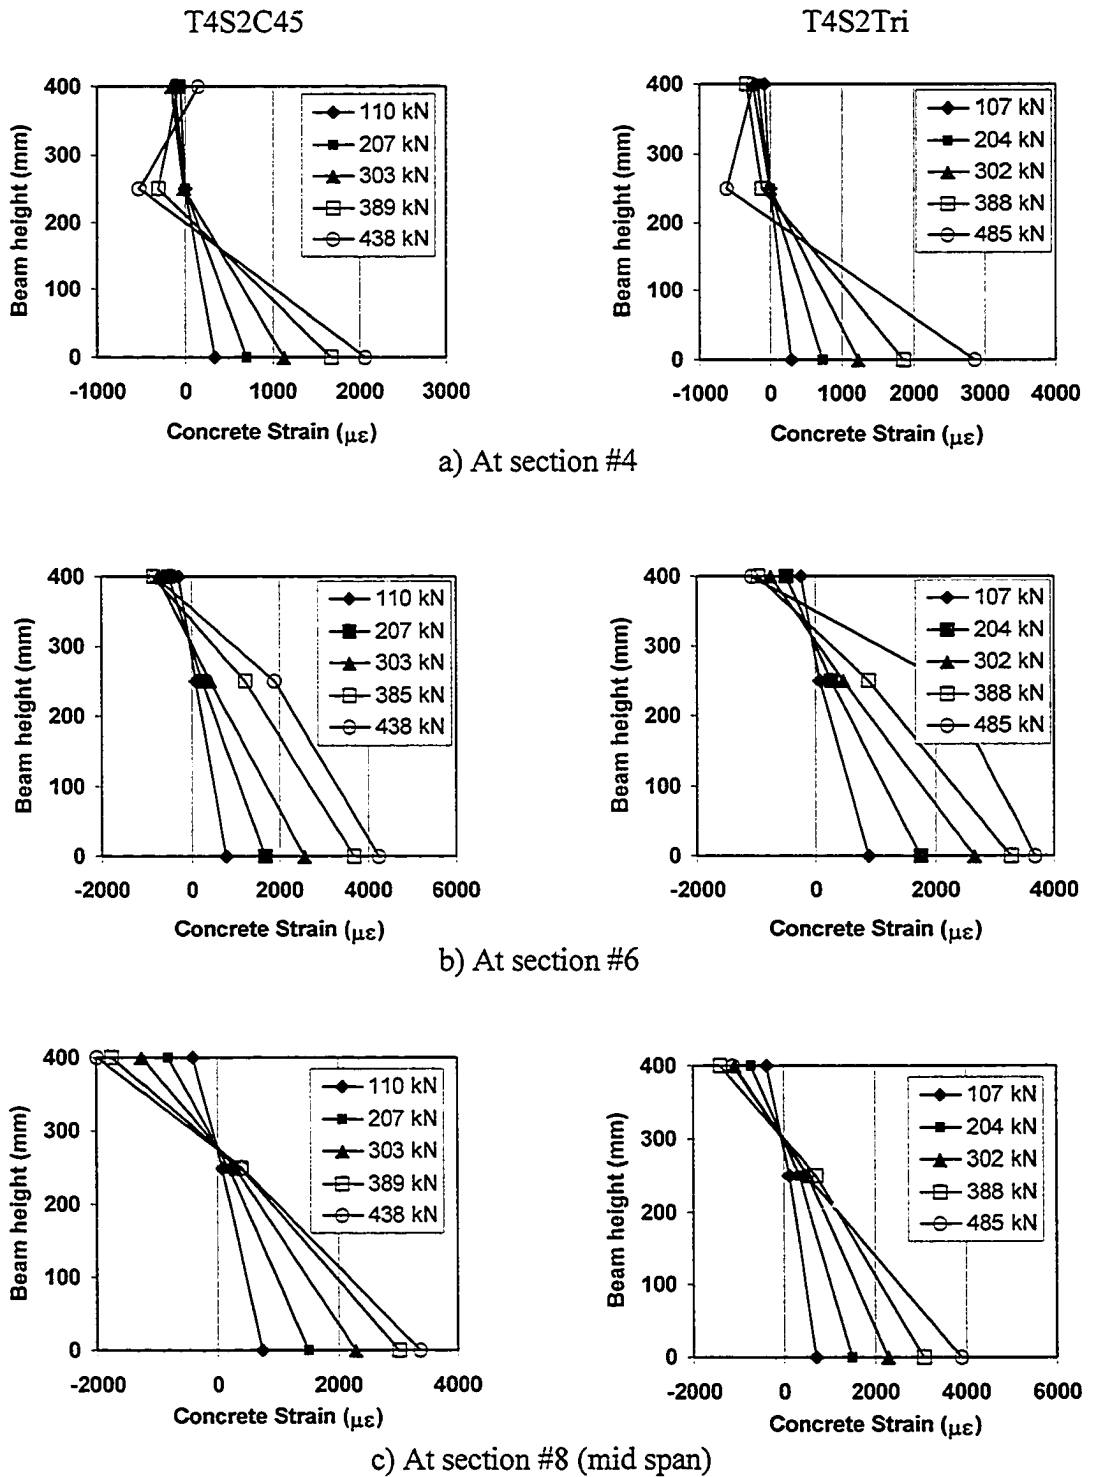 T4S2C45
T4S2Tri
400
300
200
100
0
-1000 0 1000 2000 3000
Beam height (mm)
Concrete Strain (με)
110 kN
207 kN
303 kN
389 kN
438 kN
400
300
200
100
0
-1000 0 1000 2000 3000 4000
Beam height (mm)
Concrete Strain (με)
107 kN
204 kN
302 kN
388 kN
485 kN
a) At section #4
400
300
200
100
0
-2000 0 2000 4000 6000
Beam height (mm)
Concrete Strain (με)
110 kN
207 kN
303 kN
385 kN
438 kN
400
300
200
100
0
-2000 0 2000 4000
Beam height (mm)
Concrete Strain (με)
107 kN
204 kN
302 kN
388 kN
485 kN
b) At section #6
400
300
200
100
0
-2000 0 2000 4000
Beam height (mm)
Concrete Strain (με)
110 kN
207 kN
303 kN
389 kN
438 kN
400
300
200
100
0
-2000 0 2000 4000 6000
Beam height (mm)
Concrete Strain (με)
107 kN
204 kN
302 kN
388 kN
485 kN
c) At section #8 (mid span)